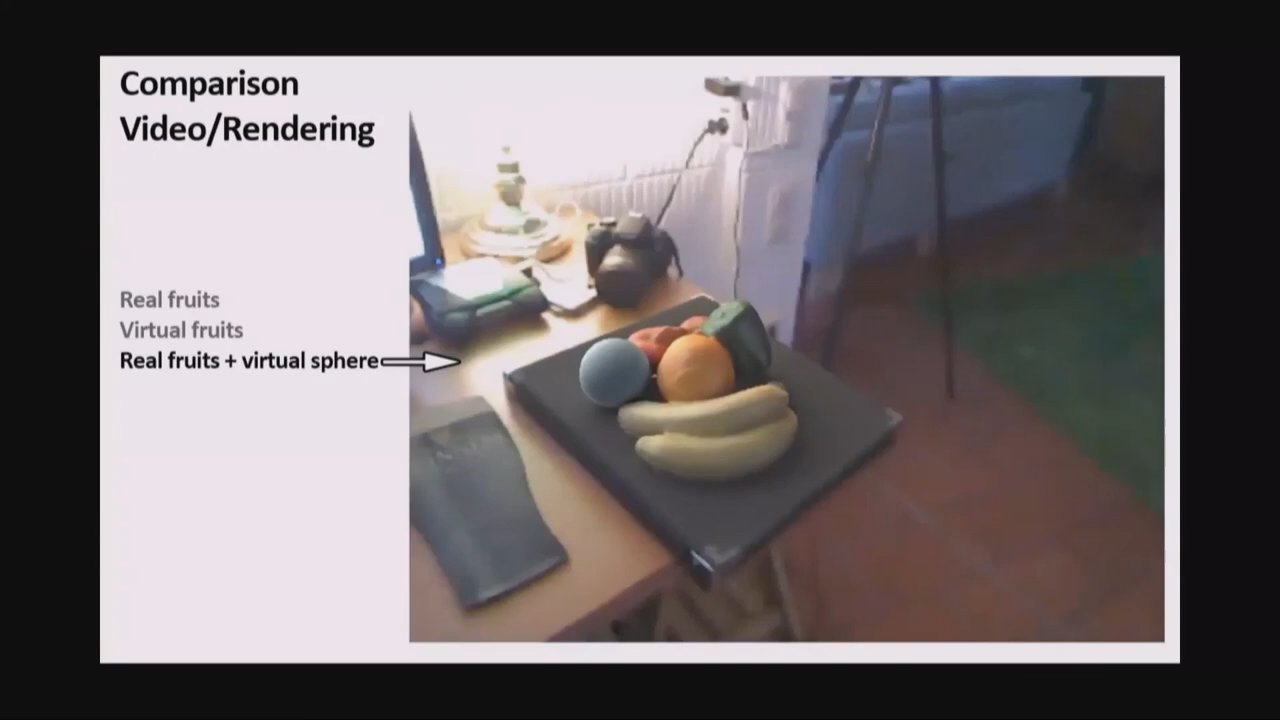 Comparison
Video/Rendering
Real fruits
Virtual fruits
Real fruits + virtual sphere